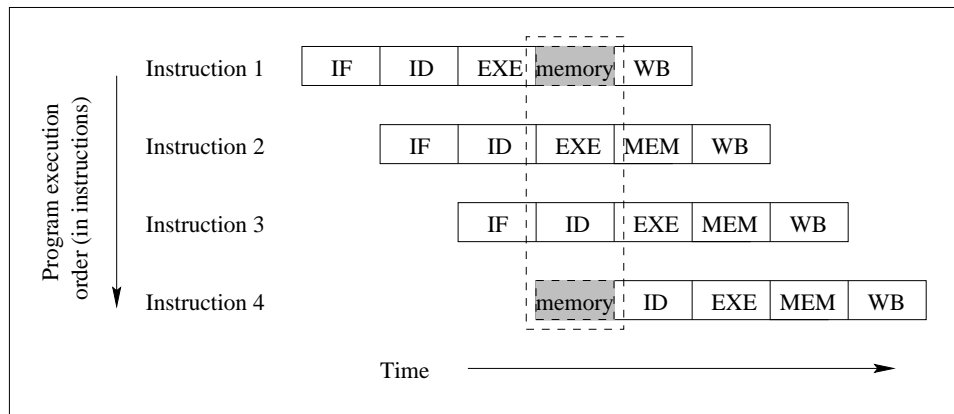 Program execution
order (in instructions)
Instruction 1 IF ID EXE memory WB
Instruction 2 IF ID EXE MEM WB
Instruction 3 IF ID EXE MEM WB
Instruction 4 memory ID EXE MEM WB
Time